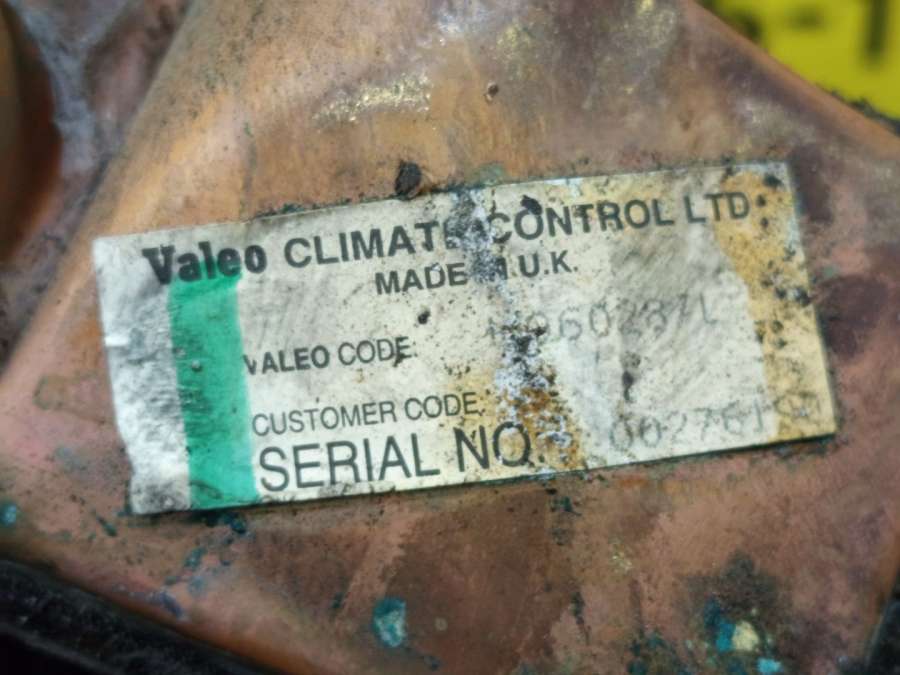 Valeo CLIMATE CONTROL LTD
MADE IN U.K.
VALEO CODE.
CUSTOMER CODE.
SERIAL NO.